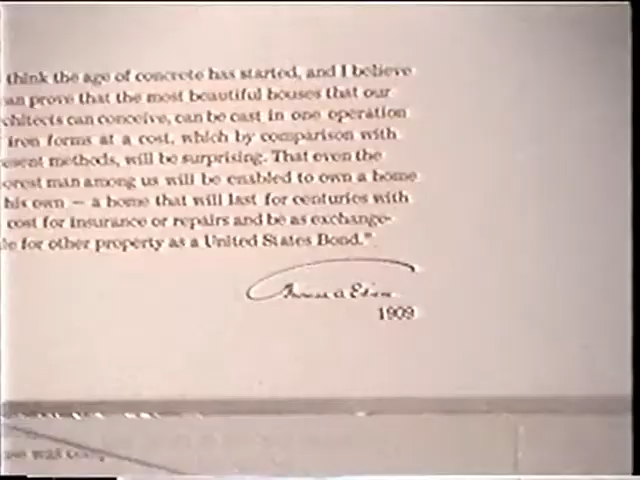 think the age of concrete has started, and I believe
an prove that the most beautiful houses that our
chitects can conceive, can be cast in one operation
iron forms at a cost, which by comparison with
esent methods, will be surprising. That even the
orest man among us will be enabled to own a home
his own — a home that will last for centuries with
cost for insurance or repairs and be as exchange-
le for other property as a United States Bond."
Thomas A Edison
1909
was